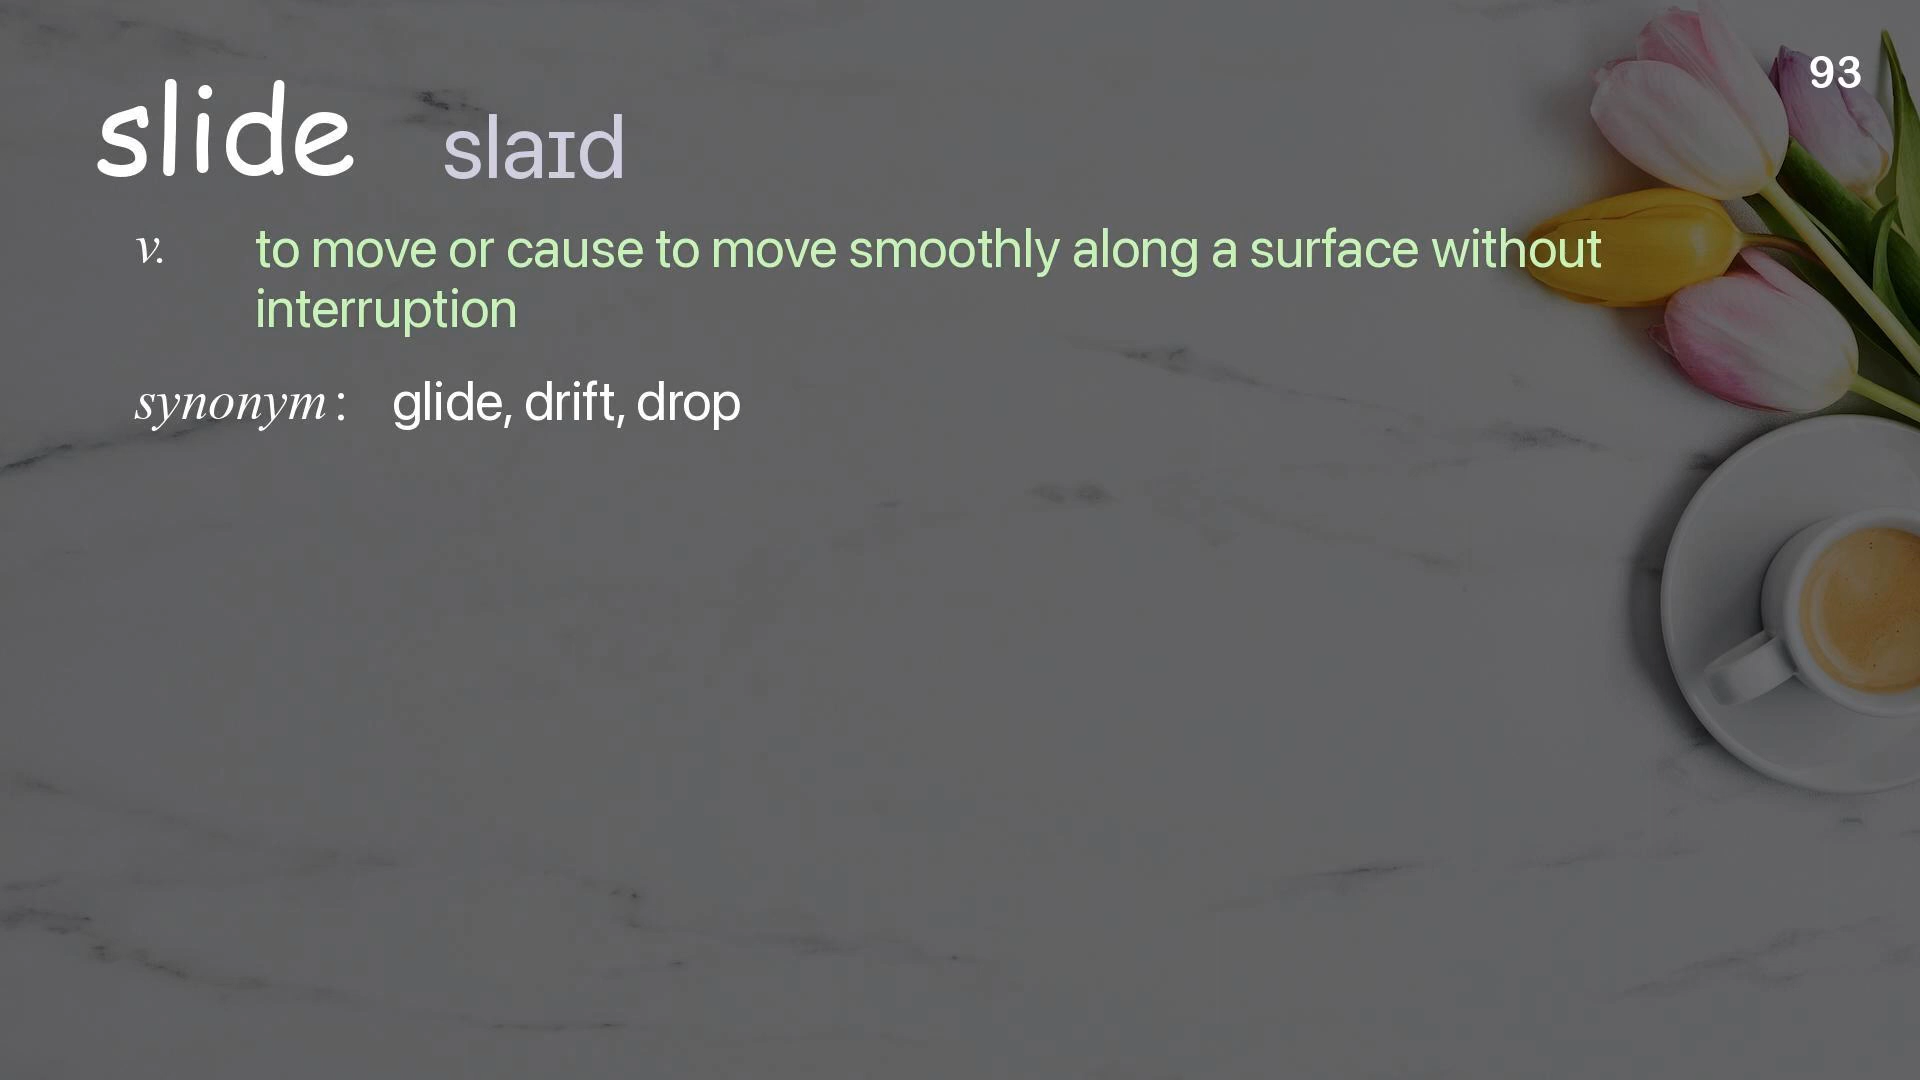 93
slide slaɪd
v. to move or cause to move smoothly along a surface without
interruption
synonym: glide, drift, drop